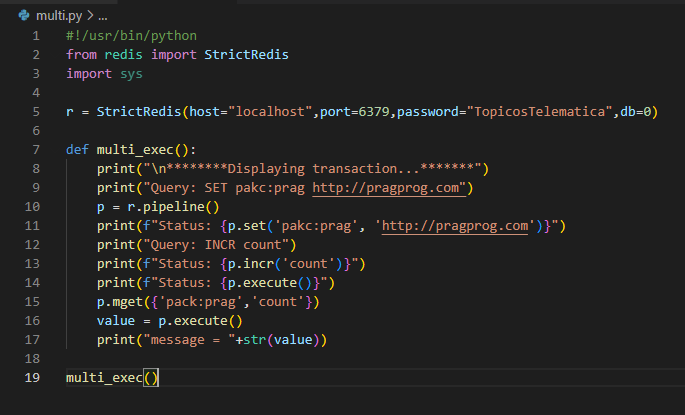 multi.py > ...
1 #!/usr/bin/python
2 from redis import StrictRedis
3 import sys
4
5 r = StrictRedis(host="localhost",port=6379,password="TopicosTelematica",db=0)
6
7 def multi_exec():
8     print("\n********Displaying transaction...*******")
9     print("Query: SET pakc:prag http://pragprog.com")
10     p = r.pipeline()
11     print(f"Status: {p.set('pakc:prag', 'http://pragprog.com')}")
12     print("Query: INCR count")
13     print(f"Status: {p.incr('count')}")
14     print(f"Status: {p.execute()}")
15     p.mget({'pack:prag','count'})
16     value = p.execute()
17     print("message = "+str(value))
18
19 multi_exec()